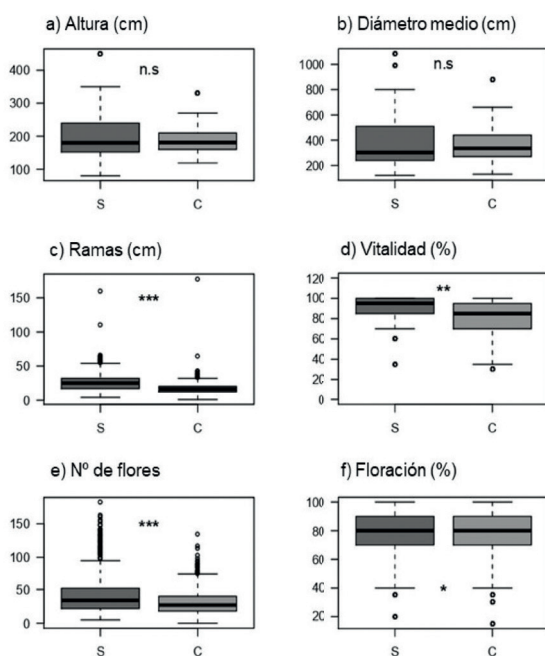 a) Altura (cm)
b) Diámetro medio (cm)
n.s
n.s
400
300
200
100
S
C
1000
800
600
400
200
S
C
c) Ramas (cm)
d) Vitalidad (%)
***
**
150
100
50
0
S
C
120
100
80
60
40
20
0
S
C
e) Nº de flores
f) Floración (%)
***
*
150
100
50
0
S
C
100
80
60
40
20
S
C